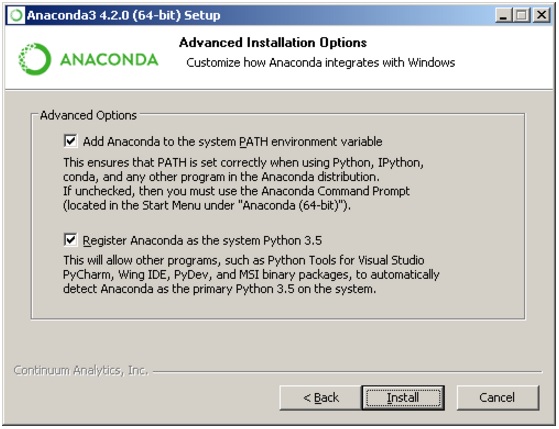 Anaconda3 4.2.0 (64-bit) Setup
ANACONDA
Advanced Installation Options
Customize how Anaconda integrates with Windows
Advanced Options
Add Anaconda to the system PATH environment variable
This ensures that PATH is set correctly when using Python, IPython,
conda, and any other program in the Anaconda distribution.
If unchecked, then you must use the Anaconda Command Prompt
(located in the Start Menu under "Anaconda (64-bit)").
Register Anaconda as the system Python 3.5
This will allow other programs, such as Python Tools for Visual Studio
PyCharm, Wing IDE, PyDev, and MSI binary packages, to automatically
detect Anaconda as the primary Python 3.5 on the system.
Continuum Analytics, Inc.
< Back
Install
Cancel